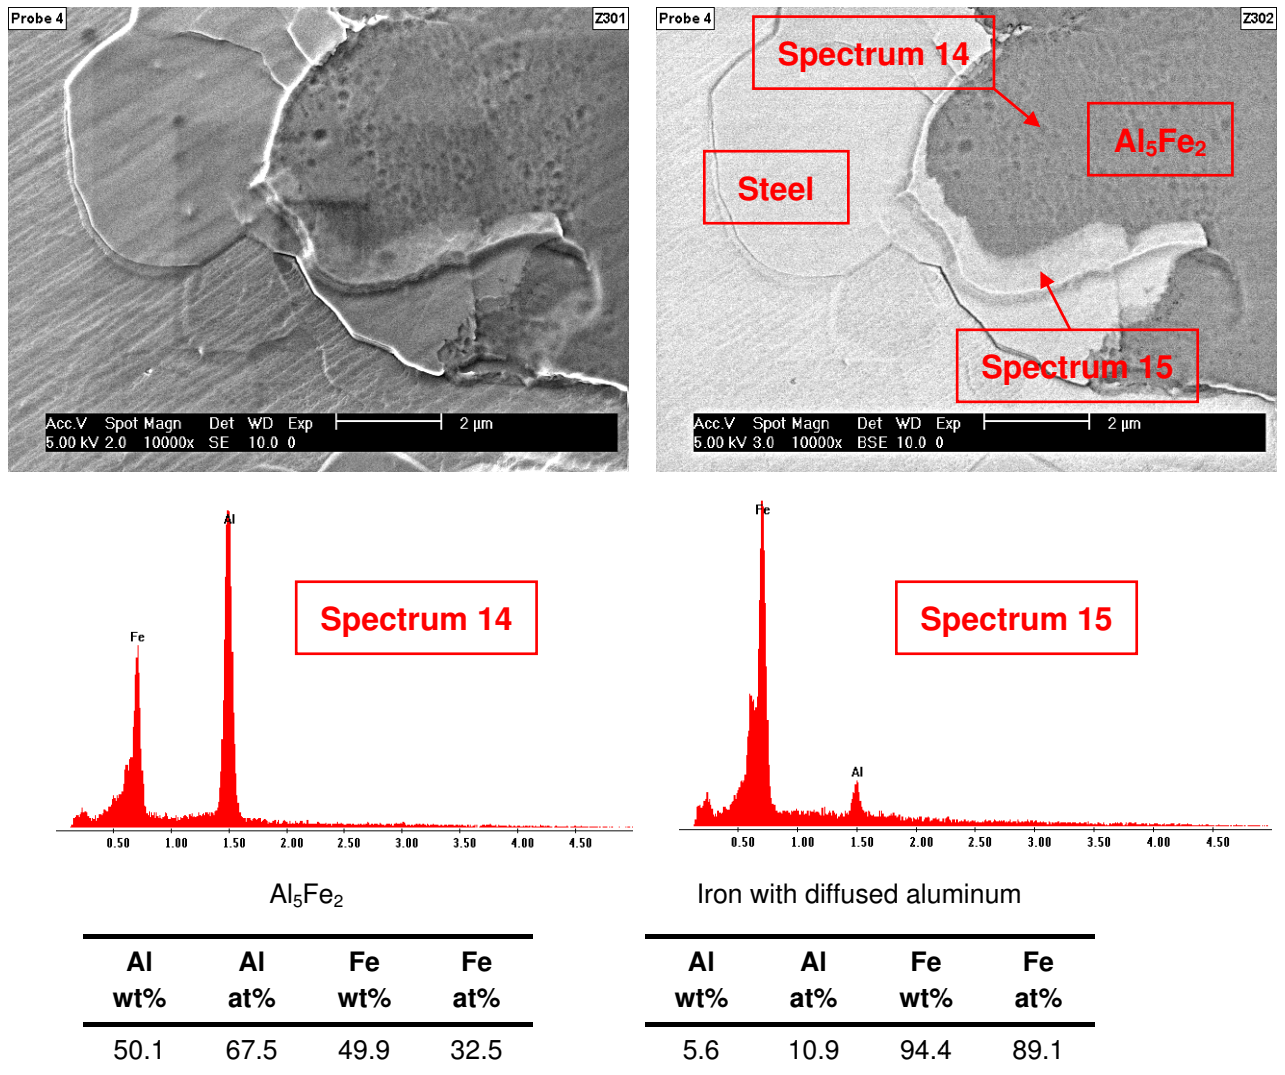 Probe 4
Z301
Acc.V Spot Magn Det WD Exp
5.00 kV 2.0 10000x SE 10.0 0
2 µm
Probe 4
Z302
Spectrum 14
Al₅Fe₂
Steel
Spectrum 15
Acc.V Spot Magn Det WD Exp
5.00 kV 3.0 10000x BSE 10.0 0
2 µm
Al
Fe
Spectrum 14
0.50 1.00 1.50 2.00 2.50 3.00 3.50 4.00 4.50
Fe
Al
Spectrum 15
0.50 1.00 1.50 2.00 2.50 3.00 3.50 4.00 4.50
Al₅Fe₂
Al Al Fe Fe
wt% at% wt% at%
50.1 67.5 49.9 32.5
Iron with diffused aluminum
Al Al Fe Fe
wt% at% wt% at%
5.6 10.9 94.4 89.1